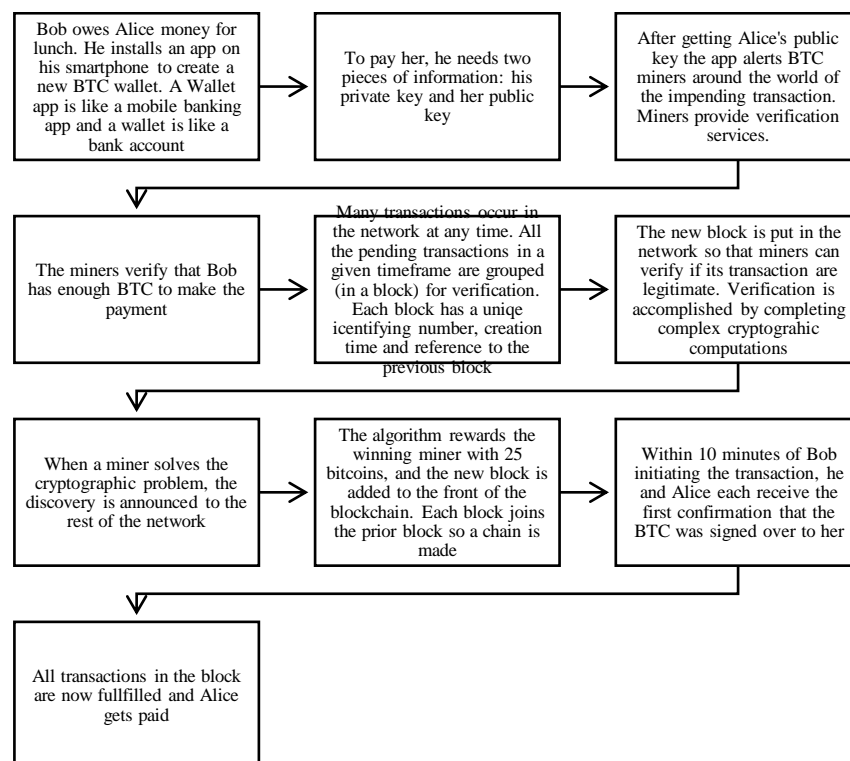 Bob owes Alice money for
lunch. He installs an app on
his smartphone to create a
new BTC wallet. A Wallet
app is like a mobile banking
app and a wallet is like a
bank account
To pay her, he needs two
pieces of information: his
private key and her public
key
After getting Alice's public
key the app alerts BTC
miners around the world of
the impending transaction.
Miners provide verification
services.
The miners verify that Bob
has enough BTC to make the
payment
Many transactions occur in
the network at any time. All
the pending transactions in a
given timeframe are grouped
(in a block) for verification.
Each block has a uniqe
icentifying number, creation
time and reference to the
previous block
The new block is put in the
network so that miners can
verify if its transaction are
legitimate. Verification is
accomplished by completing
complex cryptograhic
computations
When a miner solves the
cryptographic problem, the
discovery is announced to the
rest of the network
The algorithm rewards the
winning miner with 25
bitcoins, and the new block is
added to the front of the
blockchain. Each block joins
the prior block so a chain is
made
Within 10 minutes of Bob
initiating the transaction, he
and Alice each receive the
first confirmation that the
BTC was signed over to her
All transactions in the block
are now fullfilled and Alice
gets paid